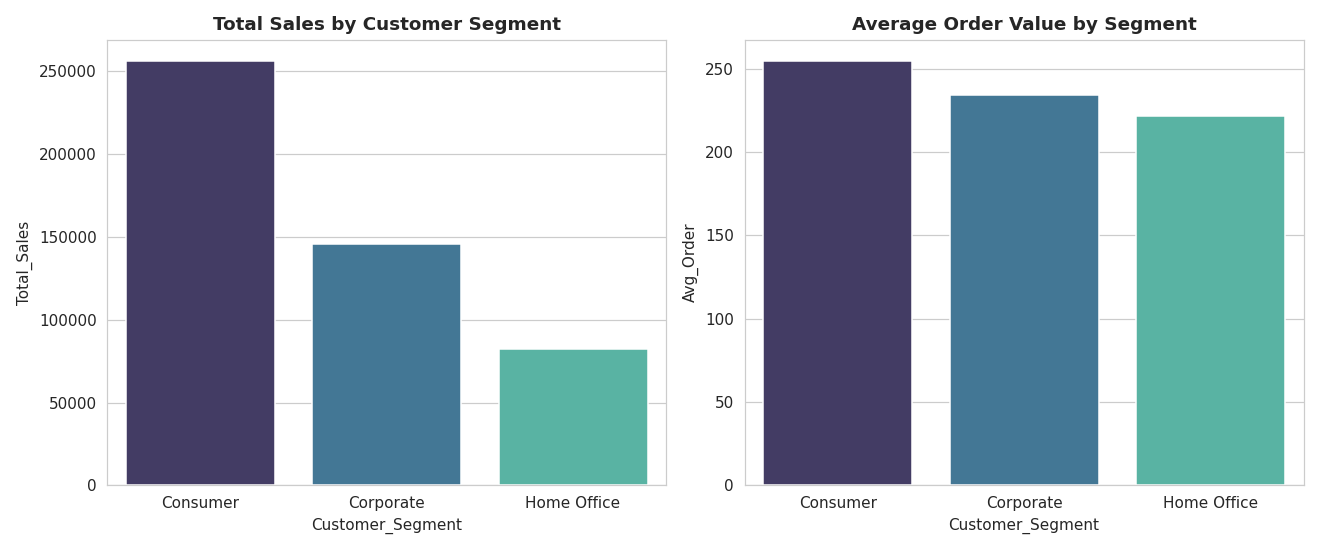 Total Sales by Customer Segment
250000
200000
150000
100000
50000
0
Total_Sales
Consumer
Corporate
Home Office
Customer_Segment
Average Order Value by Segment
250
200
150
100
50
0
Avg_Order
Consumer
Corporate
Home Office
Customer_Segment